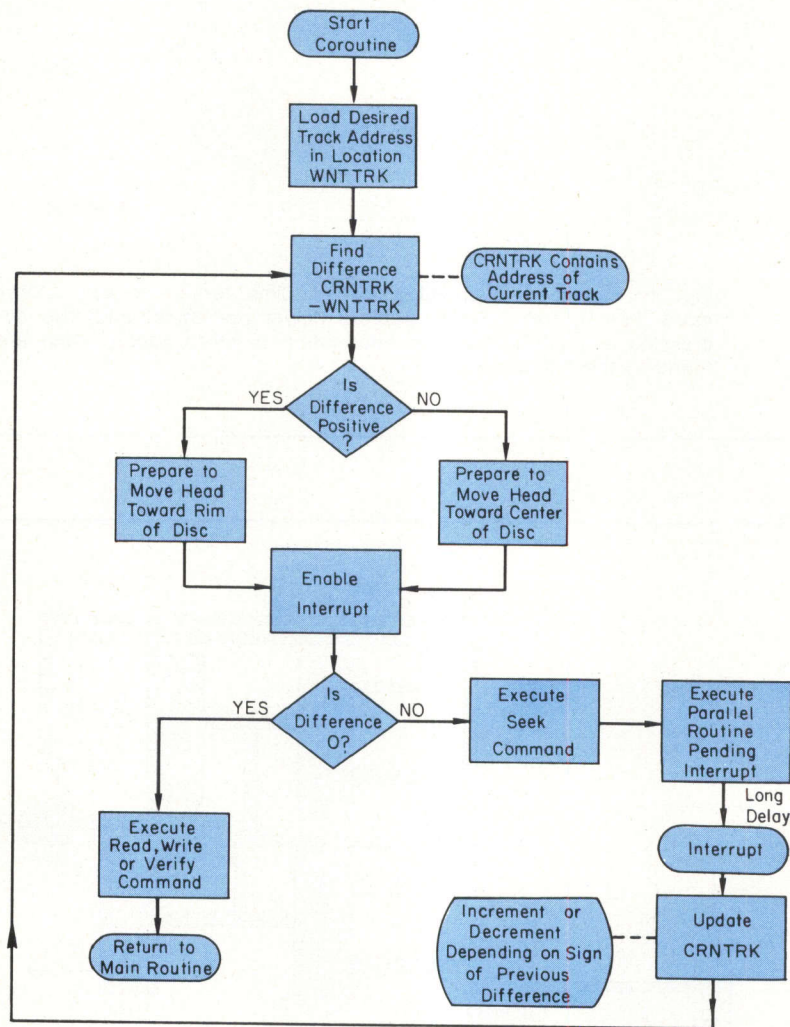 Start
Coroutine
Load Desired
Track Address
in Location
WNTTRK
Find
Difference
CRNTRK
–WNTTRK
CRNTRK Contains
Address of
Current Track
Is
Difference
Positive
?
YES
NO
Prepare to
Move Head
Toward Rim
of Disc
Prepare to
Move Head
Toward Center
of Disc
Enable
Interrupt
Is
Difference
O?
YES
NO
Execute
Seek
Command
Execute
Parallel
Routine
Pending
Interrupt
Long
Delay
Execute
Read, Write
or Verify
Command
Interrupt
Return to
Main Routine
Increment or
Decrement
Depending on Sign
of Previous
Difference
Update
CRNTRK